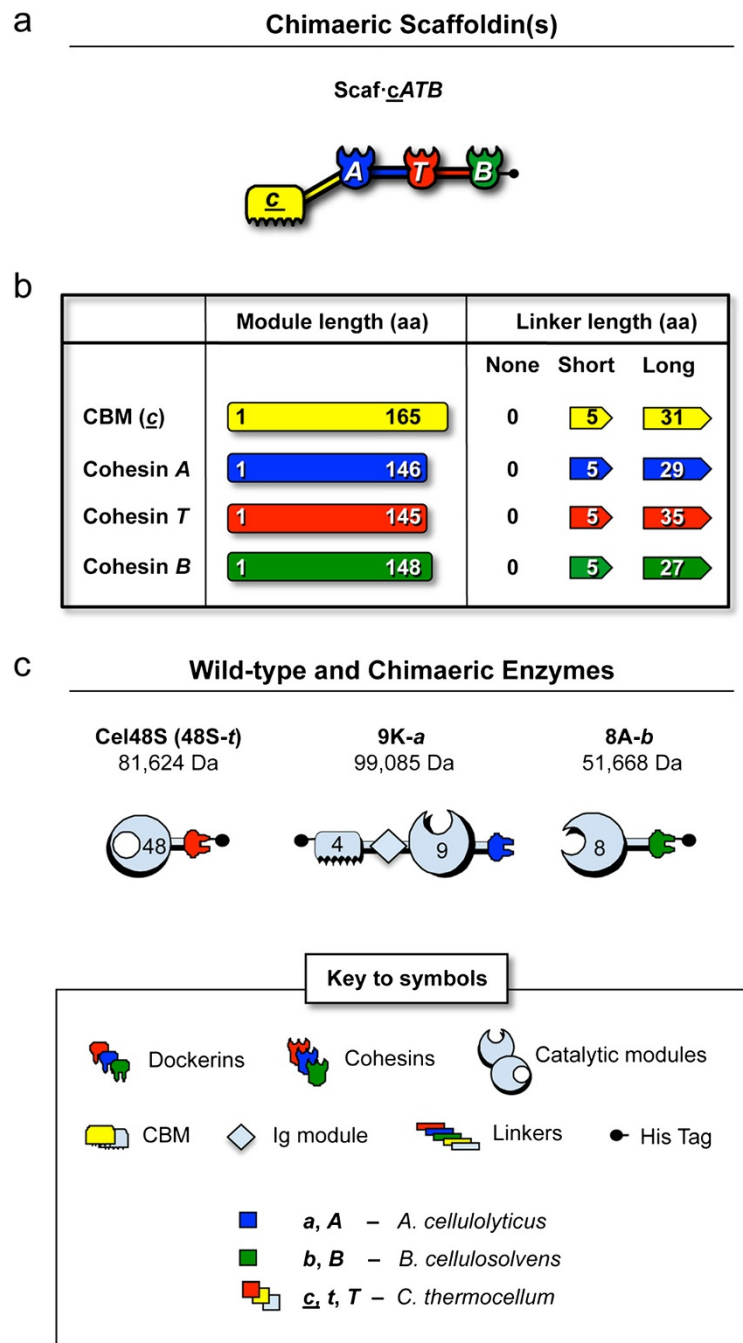 a
Chimaeric Scaffoldin(s)
Scaf·cATB
c A T B
b
Module length (aa) Linker length (aa)
None Short Long
CBM (c) 1 165 0 5 31
Cohesin A 1 146 0 5 29
Cohesin T 1 145 0 5 35
Cohesin B 1 148 0 5 27
c
Wild-type and Chimaeric Enzymes
Cel48S (48S-t) 9K-a 8A-b
81,624 Da 99,085 Da 51,668 Da
48 4 9 8
Key to symbols
Dockerins Cohesins Catalytic modules
CBM Ig module Linkers His Tag
a, A – A. cellulolyticus
b, B – B. cellulosolvens
c, t, T – C. thermocellum